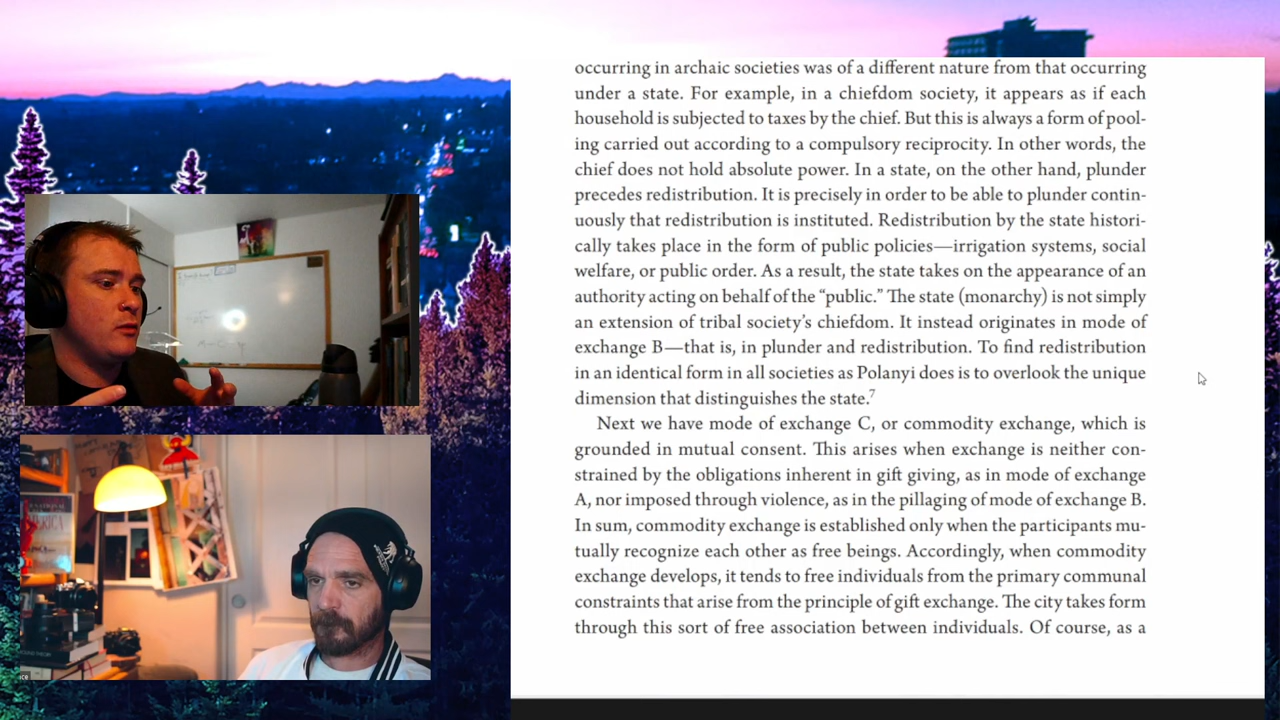 occurring in archaic societies was of a different nature from that occurring
under a state. For example, in a chiefdom society, it appears as if each
household is subjected to taxes by the chief. But this is always a form of pool-
ing carried out according to a compulsory reciprocity. In other words, the
chief does not hold absolute power. In a state, on the other hand, plunder
precedes redistribution. It is precisely in order to be able to plunder contin-
uously that redistribution is instituted. Redistribution by the state histori-
cally takes place in the form of public policies—irrigation systems, social
welfare, or public order. As a result, the state takes on the appearance of an
authority acting on behalf of the “public.” The state (monarchy) is not simply
an extension of tribal society’s chiefdom. It instead originates in mode of
exchange B—that is, in plunder and redistribution. To find redistribution
in an identical form in all societies as Polanyi does is to overlook the unique
dimension that distinguishes the state.7
Next we have mode of exchange C, or commodity exchange, which is
grounded in mutual consent. This arises when exchange is neither con-
strained by the obligations inherent in gift giving, as in mode of exchange
A, nor imposed through violence, as in the pillaging of mode of exchange B.
In sum, commodity exchange is established only when the participants mu-
tually recognize each other as free beings. Accordingly, when commodity
exchange develops, it tends to free individuals from the primary communal
constraints that arise from the principle of gift exchange. The city takes form
through this sort of free association between individuals. Of course, as a